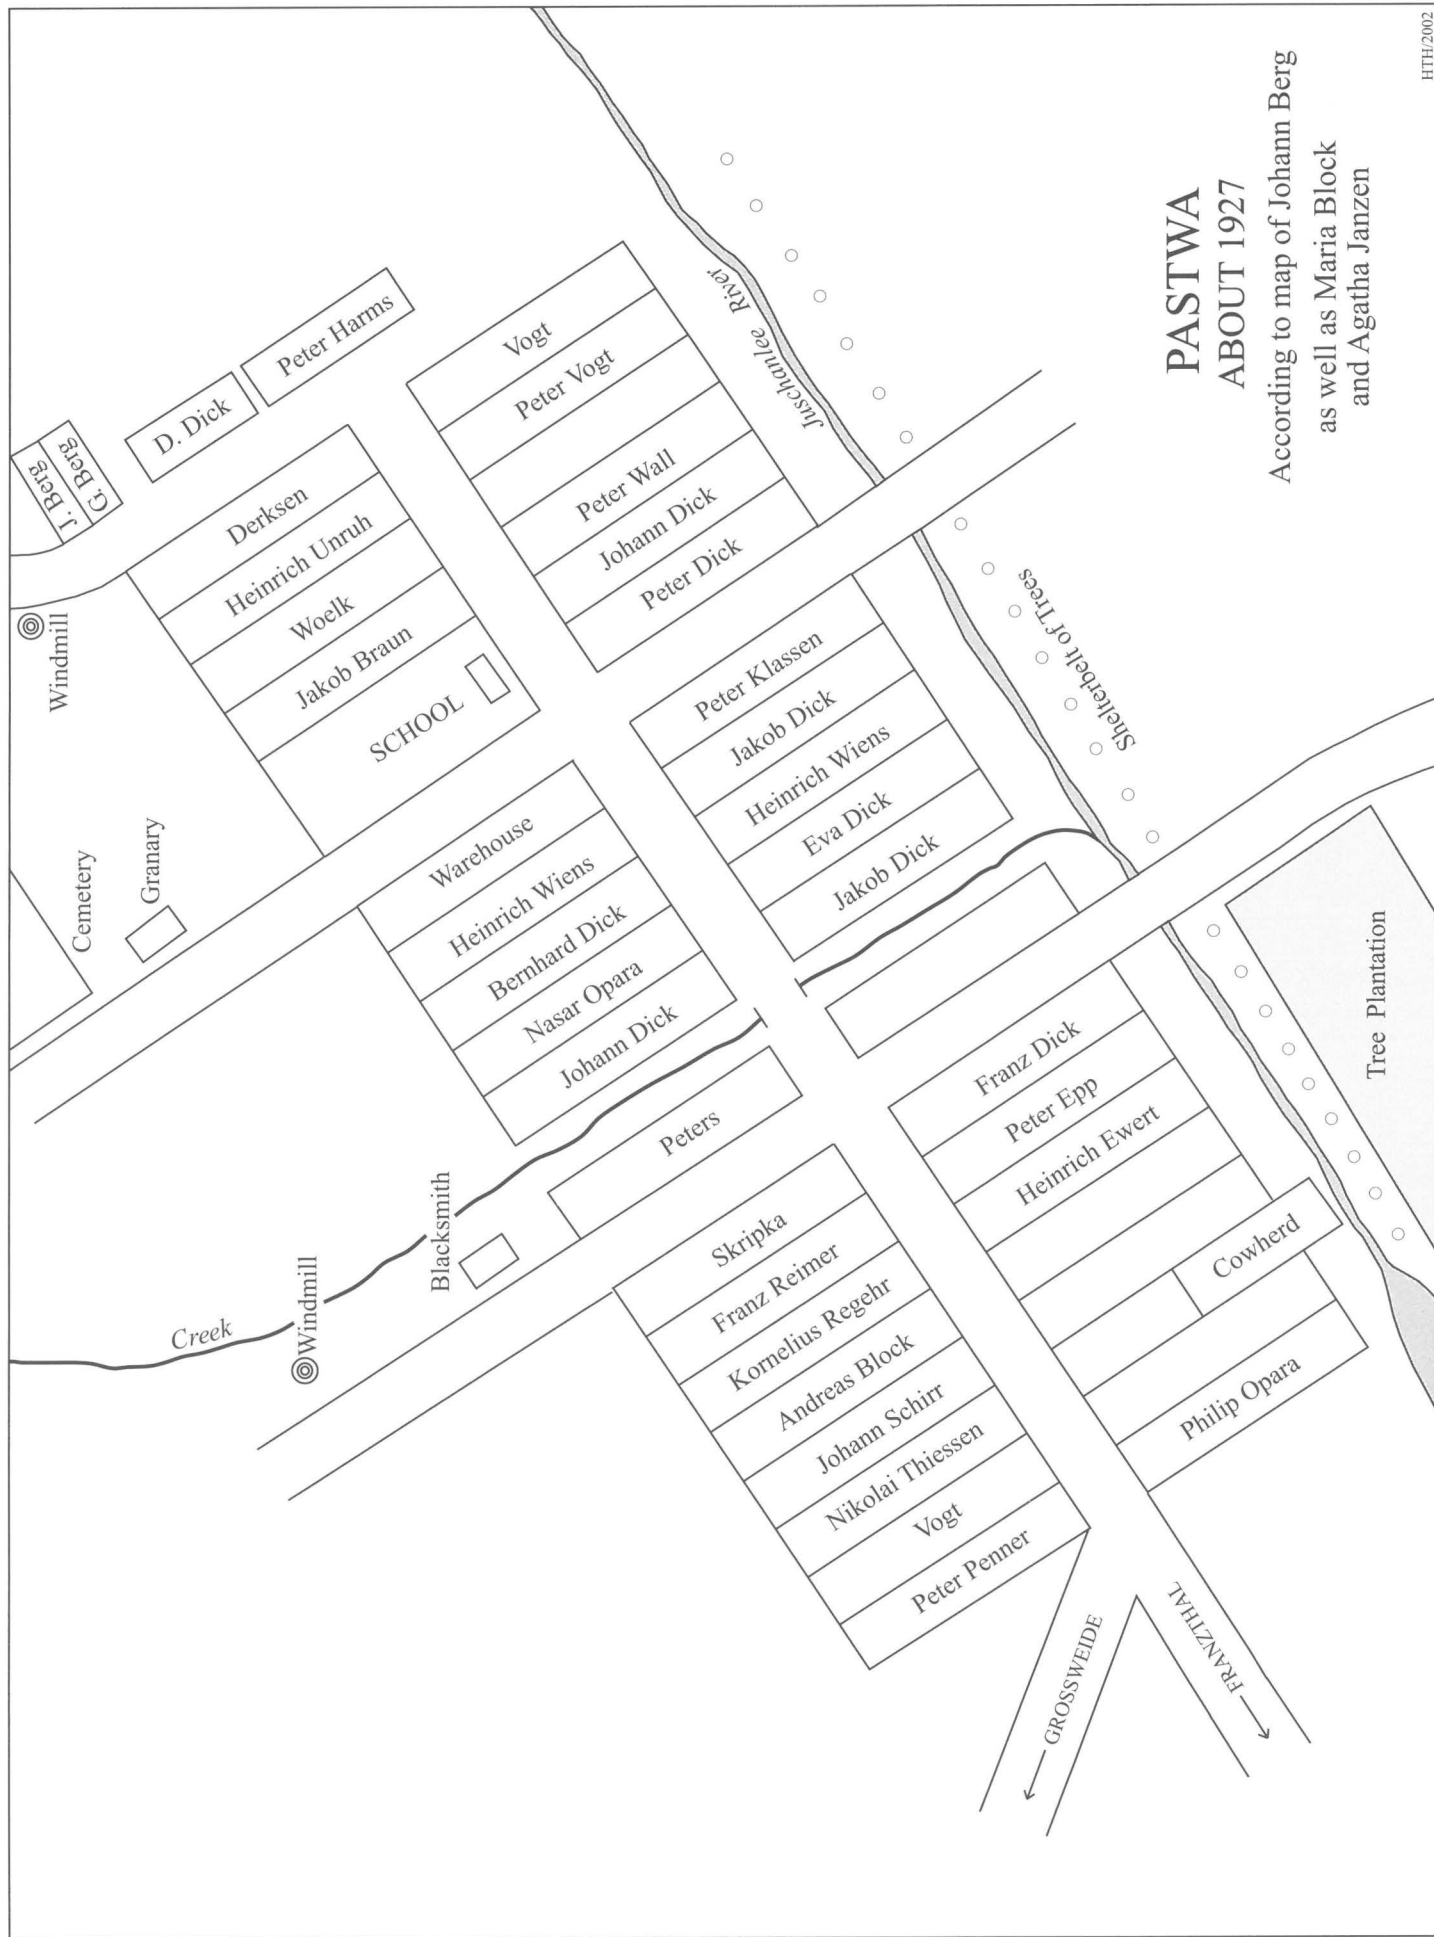 PASTWA
ABOUT 1927
According to map of Johann Berg
as well as Maria Block
and Agatha Janzen
HTH/2002
J. Berg
G. Berg
D. Dick
Peter Harms
Windmill
Derksen
Heinrich Unruh
Woelk
Jakob Braun
SCHOOL
Vogt
Peter Vogt
Peter Wall
Johann Dick
Peter Dick
Juschanlee River
Shelterbelt of Trees
Cemetery
Granary
Warehouse
Heinrich Wiens
Bernhard Dick
Nasar Opara
Johann Dick
Peter Klassen
Jakob Dick
Heinrich Wiens
Eva Dick
Jakob Dick
Creek
Windmill
Blacksmith
Peters
Skripka
Franz Reimer
Kornelius Regehr
Andreas Block
Johann Schirr
Nikolai Thiessen
Vogt
Peter Penner
Franz Dick
Peter Epp
Heinrich Ewert
Cowherd
Philip Opara
Tree Plantation
GROSSWEIDE
FRANZTHAL